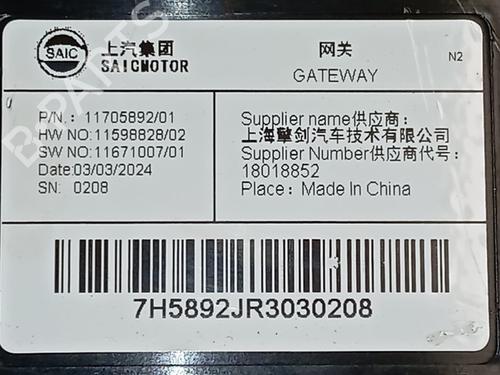 SAIC
上汽集团
SAICMOTOR
网关
GATEWAY
N2
P/N.: 11705892/01
HW NO:11598828/02
SW NO:11671007/01
Date:03/03/2024
SN: 0208
Supplier name供应商:
上海擎剑汽车技术有限公司
Supplier Number供应商代号:
18018852
Place: Made In China
7H5892JR3030208
B-PARTS